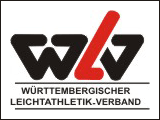 WLV
WÜRTTEMBERGISCHER
LEICHTATHLETIK-VERBAND